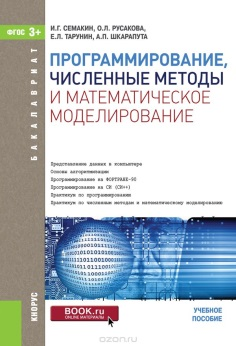 ФГОС 3+
БАКАЛАВРИАТ
И.Г. СЕМАКИН, О.Л. РУСАКОВА,
Е.Л. ТАРУНИН, А.П. ШКАРАПУТА
ПРОГРАММИРОВАНИЕ,
ЧИСЛЕННЫЕ МЕТОДЫ
И МАТЕМАТИЧЕСКОЕ
МОДЕЛИРОВАНИЕ
Представление данных в компьютере
Основы алгоритмизации
Программирование на ФОРТРАНЕ-90
Программирование на СИ (СИ++)
Практикум по программированию
Практикум по численным методам и математическому моделированию
BOOK.ru
ОНЛАЙН МАТЕРИАЛЫ
УЧЕБНОЕ
ПОСОБИЕ
КНОРУС